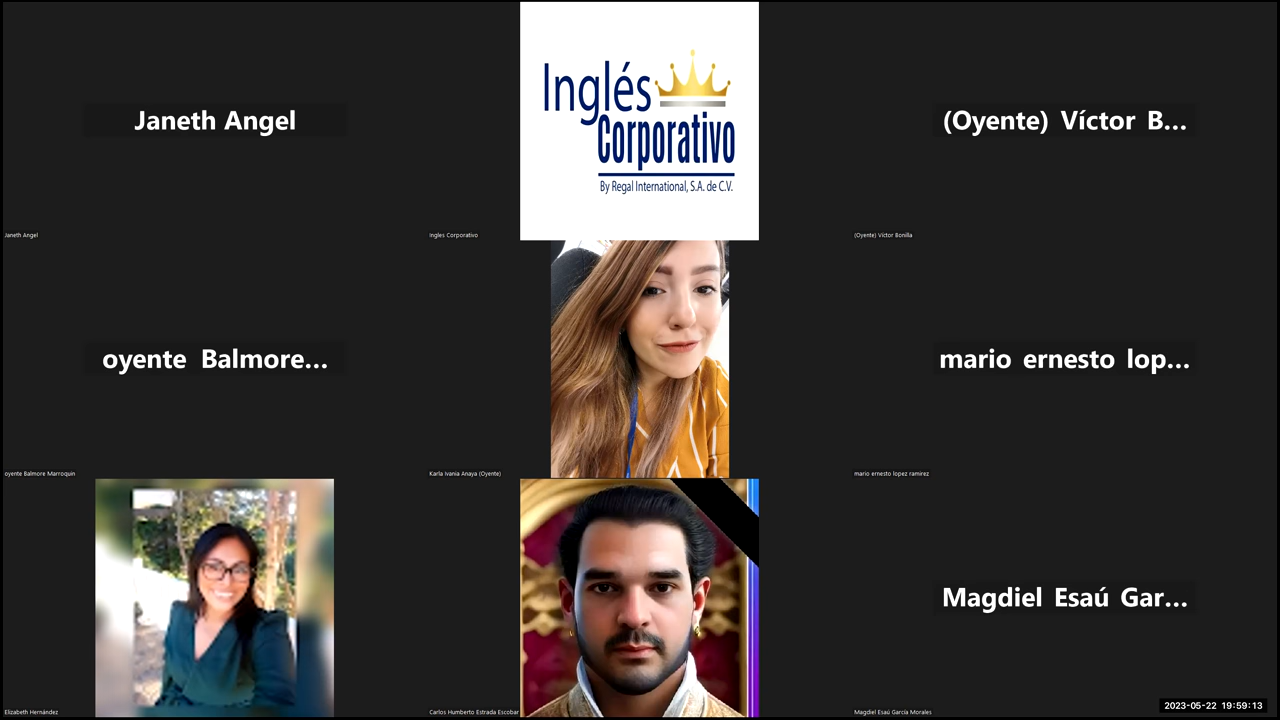 Janeth Angel
Inglés
Corporativo
By Regal International, S.A. de C.V.
(Oyente) Víctor B...
Janeth Angel
Ingles Corporativo
(Oyente) Víctor Bonilla
oyente Balmore...
mario ernesto lop...
oyente Balmore Marroquin
Karla Ivania Anaya (Oyente)
mario ernesto lopez ramirez
Magdiel Esaú Gar...
Elizabeth Hernández
Carlos Humberto Estrada Escobar
Magdiel Esaú García Morales
2023-05-22 19:59:13